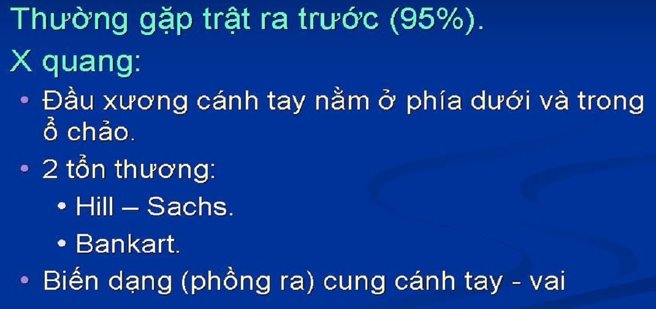 Thường gặp trật ra trước (95%).
X quang:
• Đầu xương cánh tay nằm ở phía dưới và trong
ổ chảo.
• 2 tổn thương:
• Hill – Sachs.
• Bankart.
• Biến dạng (phồng ra) cung cánh tay - vai